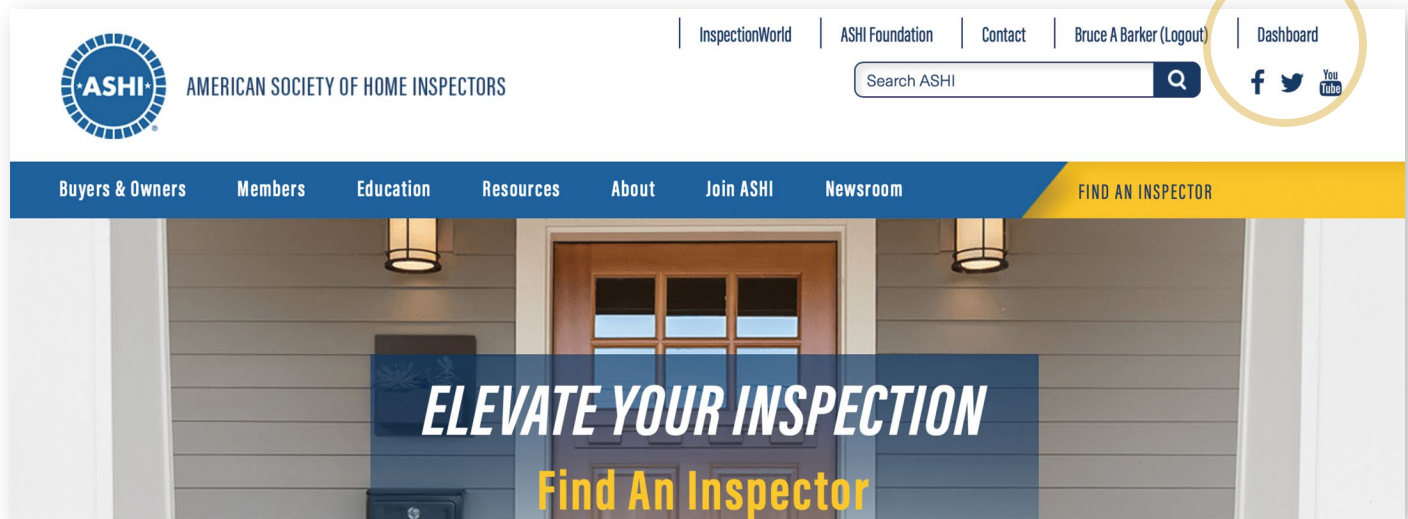 InspectionWorld ASHI Foundation Contact Bruce A Barker (Logout) Dashboard
ASHI
®
AMERICAN SOCIETY OF HOME INSPECTORS
Search ASHI
f You Tube
Buyers & Owners Members Education Resources About Join ASHI Newsroom FIND AN INSPECTOR
ELEVATE YOUR INSPECTION
Find An Inspector